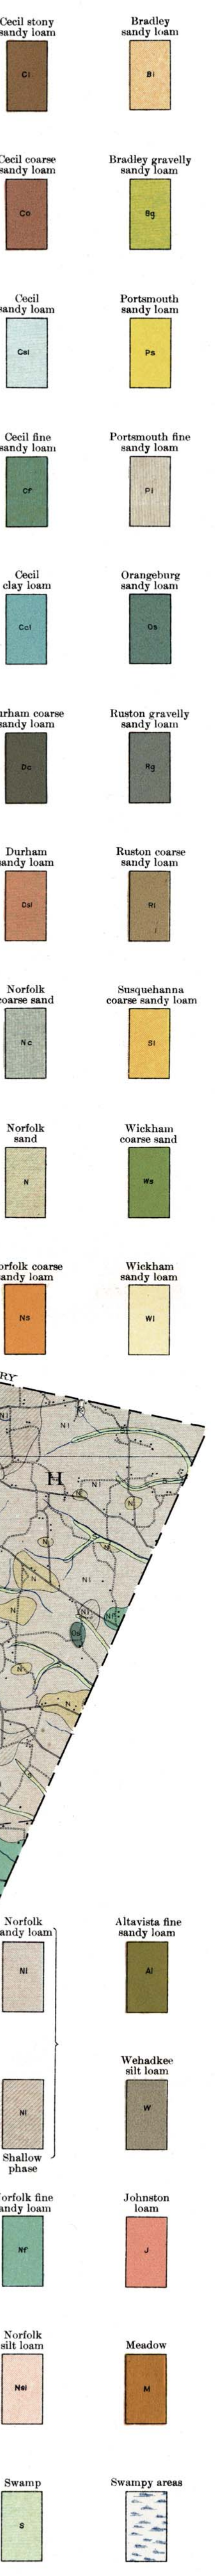 Cecil stony
sandy loam
Cl
Bradley
sandy loam
Bl
Cecil coarse
sandy loam
Co
Bradley gravelly
sandy loam
Bg
Cecil
sandy loam
Csl
Portsmouth
sandy loam
Ps
Cecil fine
sandy loam
Cf
Portsmouth fine
sandy loam
Pl
Cecil
clay loam
Ccl
Orangeburg
sandy loam
Os
rham coarse
sandy loam
Dc
Ruston gravelly
sandy loam
Rg
Durham
sandy loam
Dsl
Ruston coarse
sandy loam
Rl
Norfolk
coarse sand
Nc
Susquehanna
coarse sandy loam
Sl
Norfolk
sand
N
Wickham
coarse sand
Ws
orfolk coarse
sandy loam
Ns
Wickham
sandy loam
Wl
RY
Nl
Nl
H
Nl
N
N
N
N
N
Nl
N
Nl
Nf
Os
N
N
Norfolk
sandy loam
Nl
Altavista fine
sandy loam
Al
Nl
Shallow
phase
Wehadkee
silt loam
W
orfolk fine
sandy loam
Nf
Johnston
loam
J
Norfolk
silt loam
Nsl
Meadow
M
Swamp
S
Swampy areas